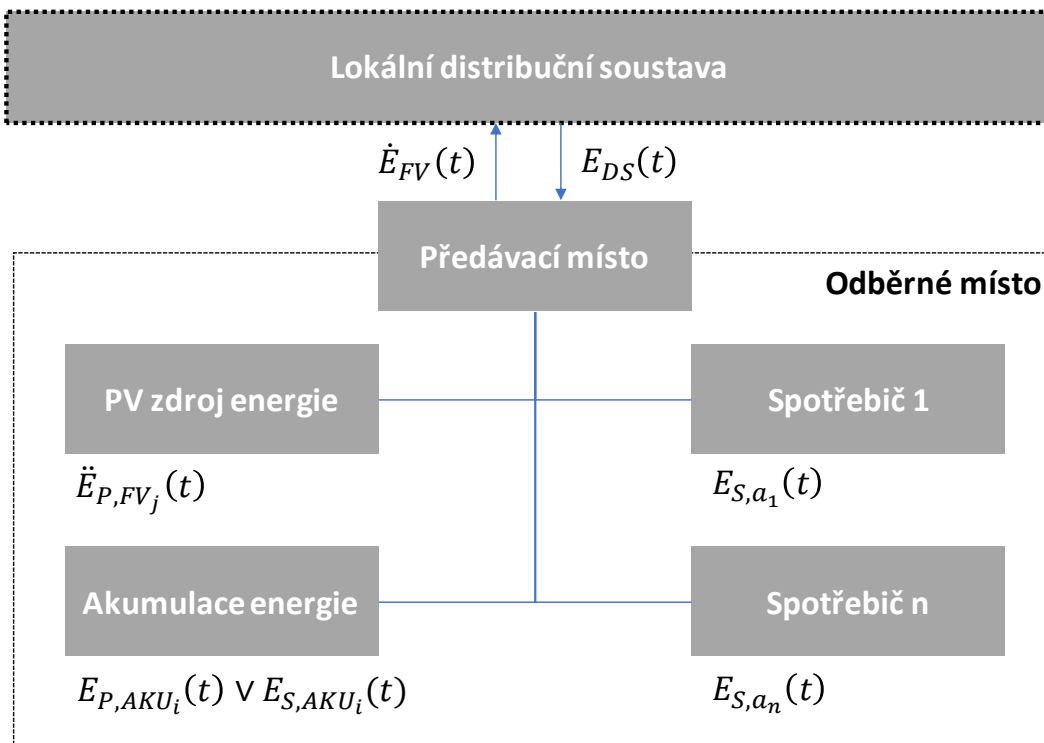 Lokální distribuční soustava
Ė_FV(t) E_DS(t)
Předávací místo
Odběrné místo
PV zdroj energie Spotřebič 1
Ë_P,FV_j(t) E_S,a_1(t)
Akumulace energie Spotřebič n
E_P,AKU_i(t) ∨ E_S,AKU_i(t) E_S,a_n(t)